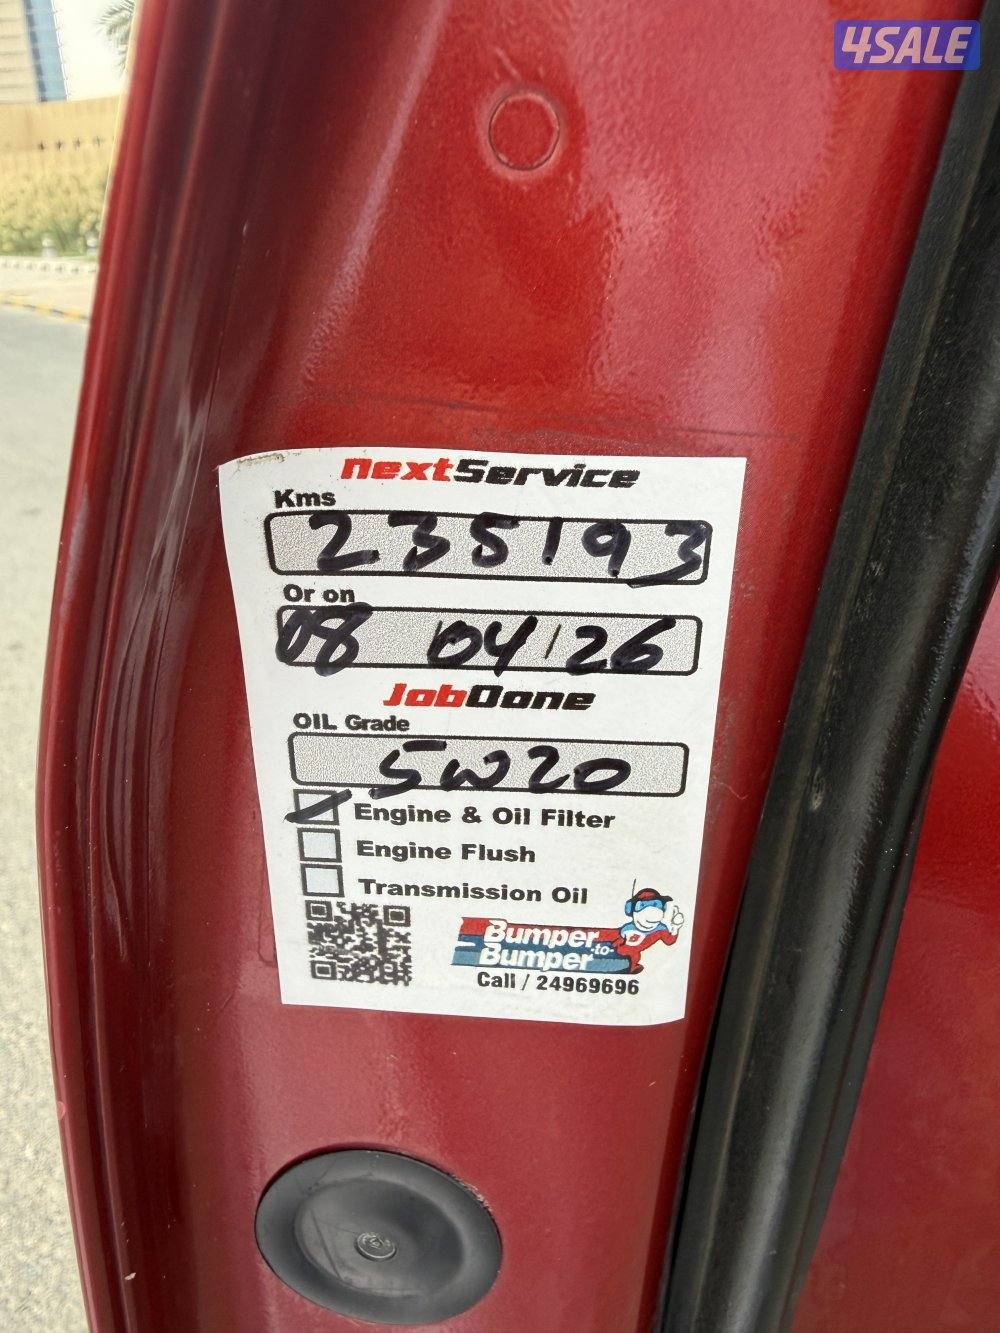 4SALE
nextService
Kms
235193
Or on
08/04/26
JobDone
OIL Grade
5W20
Engine & Oil Filter
Engine Flush
Transmission Oil
Bumper
-to-
Bumper
Call / 24969696